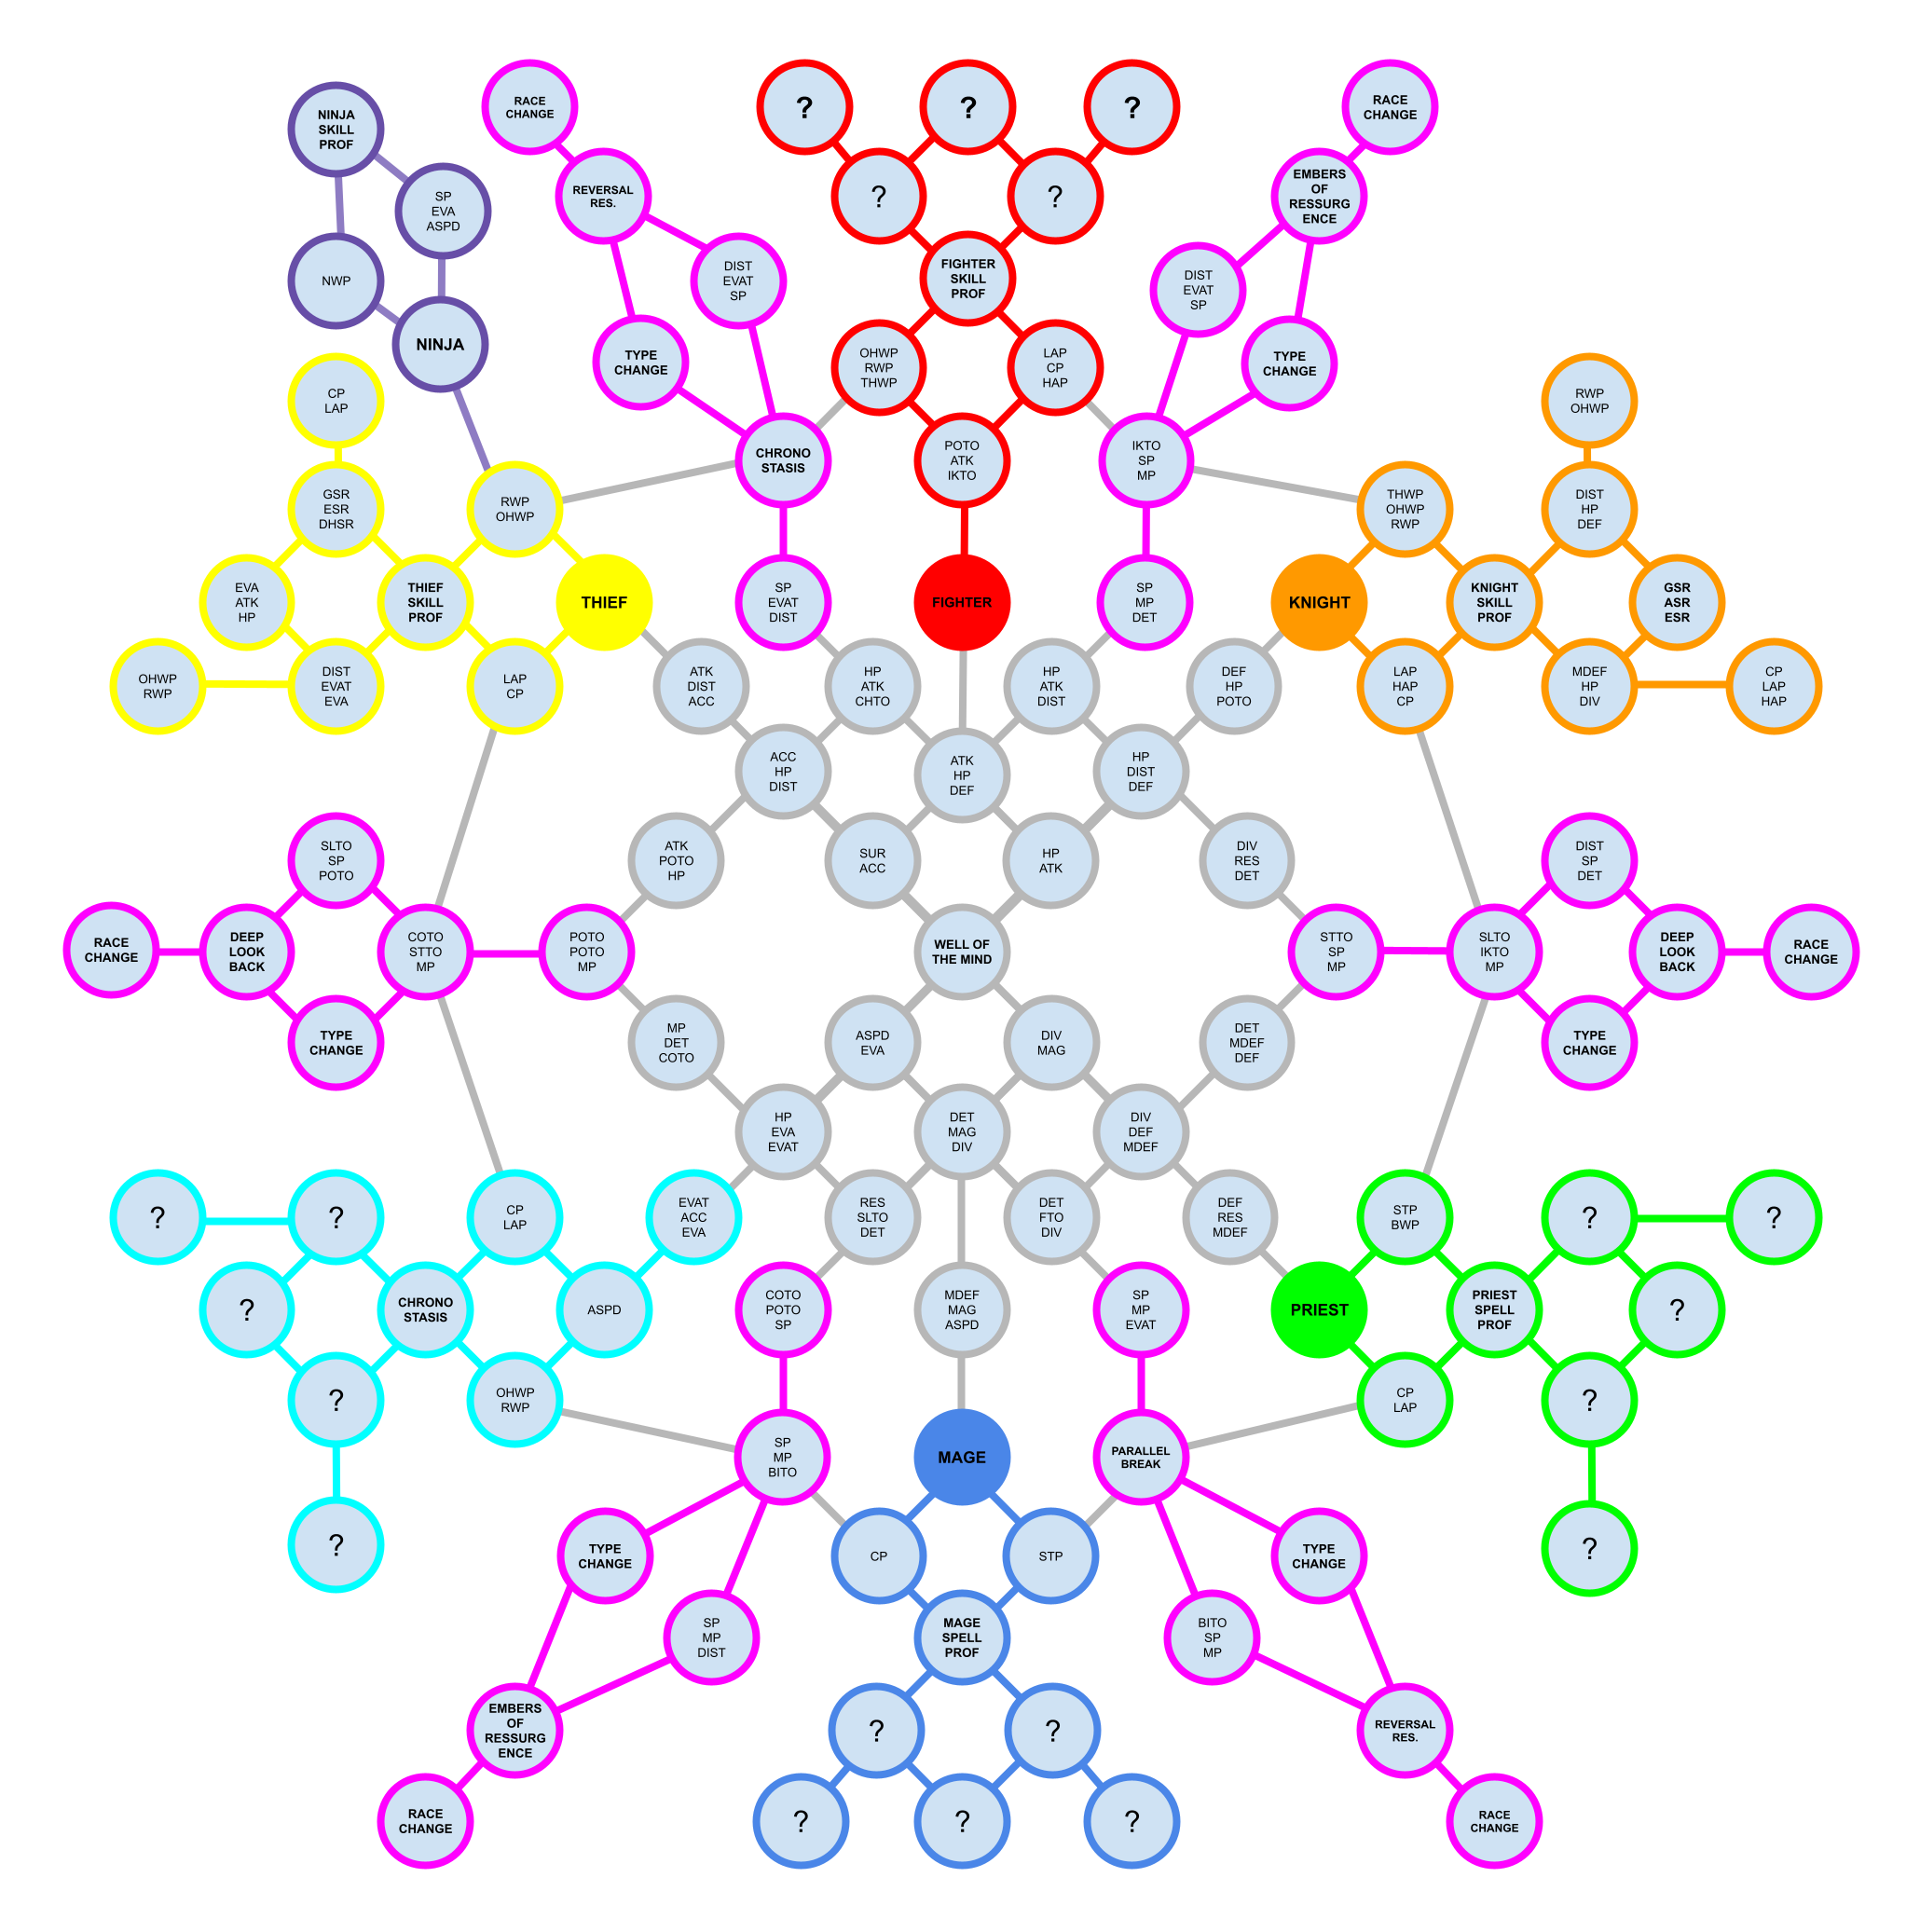 RACE
CHANGE
?
?
?
RACE
CHANGE
NINJA
SKILL
PROF
REVERSAL
RES.
?
?
EMBERS
OF
RESSURG
ENCE
SP
EVA
ASPD
NWP
DIST
EVAT
SP
FIGHTER
SKILL
PROF
DIST
EVAT
SP
NINJA
TYPE
CHANGE
OHWP
RWP
THWP
LAP
CP
HAP
TYPE
CHANGE
CP
LAP
RWP
OHWP
CHRONO
STASIS
POTO
ATK
IKTO
IKTO
SP
MP
GSR
ESR
DHSR
RWP
OHWP
THWP
OHWP
RWP
DIST
HP
DEF
EVA
ATK
HP
THIEF
SKILL
PROF
THIEF
SP
EVAT
DIST
FIGHTER
SP
MP
DET
KNIGHT
KNIGHT
SKILL
PROF
GSR
ASR
ESR
OHWP
RWP
DIST
EVAT
EVA
LAP
CP
ATK
DIST
ACC
HP
ATK
CHTO
HP
ATK
DIST
DEF
HP
POTO
LAP
HAP
CP
MDEF
HP
DIV
CP
LAP
HAP
ACC
HP
DIST
ATK
HP
DEF
HP
DIST
DEF
SLTO
SP
POTO
ATK
POTO
HP
SUR
ACC
HP
ATK
DIV
RES
DET
DIST
SP
DET
RACE
CHANGE
DEEP
LOOK
BACK
COTO
STTO
MP
POTO
POTO
MP
WELL OF
THE MIND
STTO
SP
MP
SLTO
IKTO
MP
DEEP
LOOK
BACK
RACE
CHANGE
TYPE
CHANGE
MP
DET
COTO
ASPD
EVA
DIV
MAG
DET
MDEF
DEF
TYPE
CHANGE
HP
EVA
EVAT
DET
MAG
DIV
DIV
DEF
MDEF
?
?
CP
LAP
EVAT
ACC
EVA
RES
SLTO
DET
DET
FTO
DIV
DEF
RES
MDEF
STP
BWP
?
?
?
CHRONO
STASIS
ASPD
COTO
POTO
SP
MDEF
MAG
ASPD
SP
MP
EVAT
PRIEST
PRIEST
SPELL
PROF
?
?
OHWP
RWP
CP
LAP
?
SP
MP
BITO
MAGE
PARALLEL
BREAK
?
TYPE
CHANGE
CP
STP
TYPE
CHANGE
?
SP
MP
DIST
MAGE
SPELL
PROF
BITO
SP
MP
EMBERS
OF
RESSURG
ENCE
?
?
REVERSAL
RES.
RACE
CHANGE
?
?
?
RACE
CHANGE